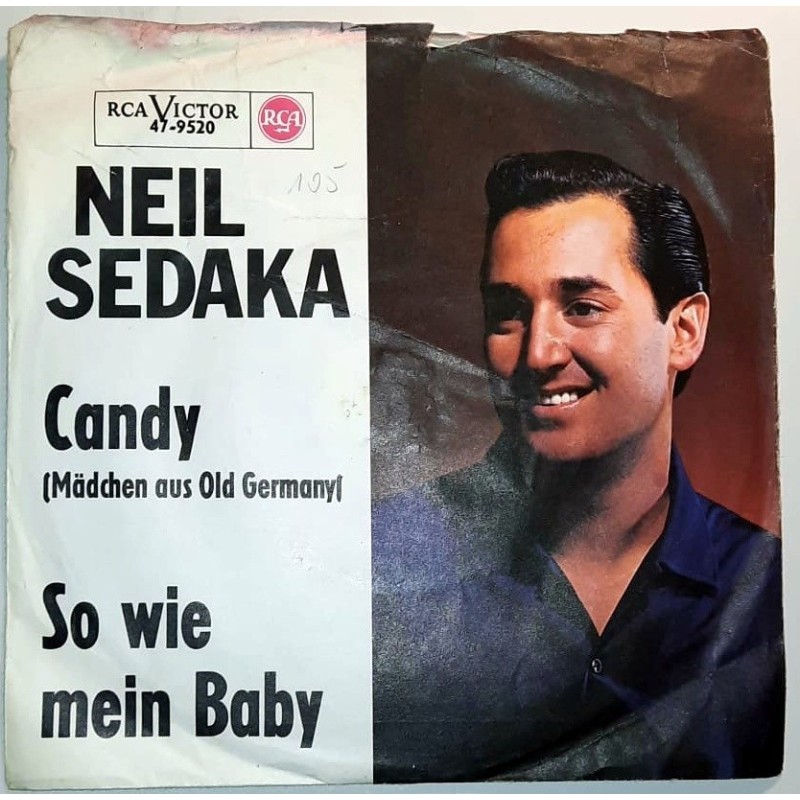 RCA VICTOR
47-9520
RCA
105
NEIL
SEDAKA
Candy
(Mädchen aus Old Germany(
So wie
mein Baby